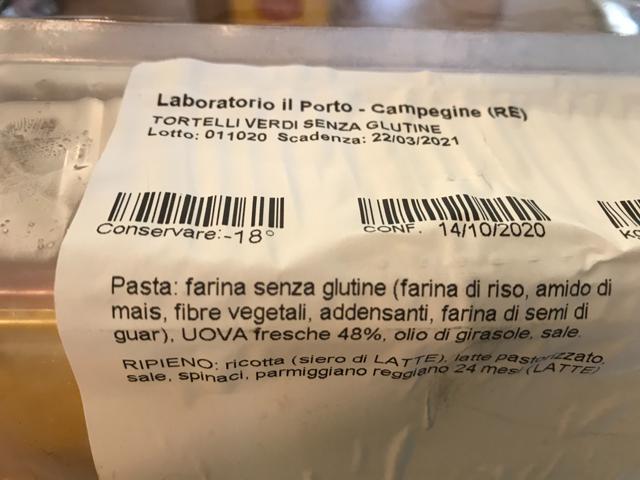 Laboratorio il Porto - Campegine (RE)
TORTELLI VERDI SENZA GLUTINE
Lotto: 011020 Scadenza: 22/03/2021
Conservare:-18°
CONF. 14/10/2020
KG
Pasta: farina senza glutine (farina di riso, amido di
mais, fibre vegetali, addensanti, farina di semi di
guar), UOVA fresche 48%, olio di girasole, sale.
RIPIENO: ricotta (siero di LATTE), latte pastorizzato,
sale, spinaci, parmiggiano reggiano 24 mesi (LATTE)